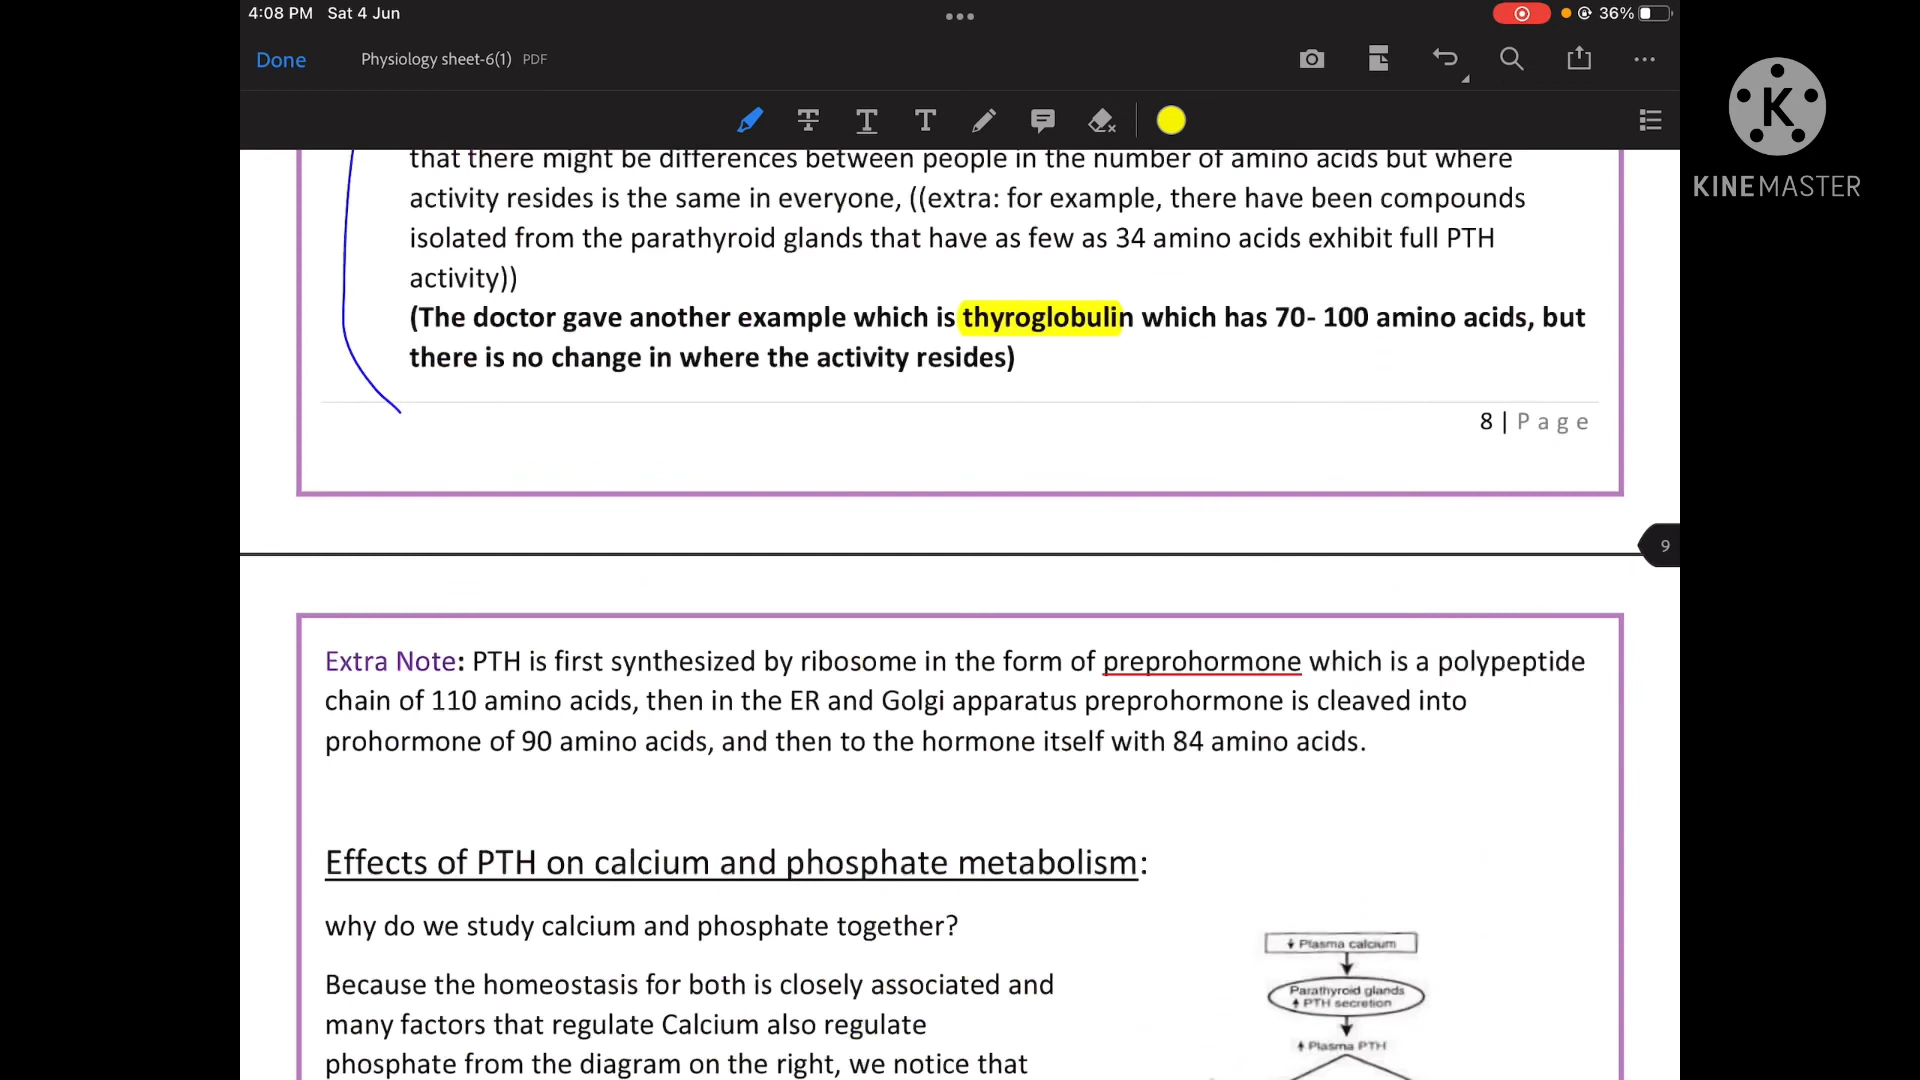 4:08 PM Sat 4 Jun
36%
Done
Physiology sheet-6(1) PDF
KINEMASTER
that there might be differences between people in the number of amino acids but where
activity resides is the same in everyone, ((extra: for example, there have been compounds
isolated from the parathyroid glands that have as few as 34 amino acids exhibit full PTH
activity))
(The doctor gave another example which is thyroglobulin which has 70- 100 amino acids, but
there is no change in where the activity resides)
8 | Page
9
Extra Note: PTH is first synthesized by ribosome in the form of preprohormone which is a polypeptide
chain of 110 amino acids, then in the ER and Golgi apparatus preprohormone is cleaved into
prohormone of 90 amino acids, and then to the hormone itself with 84 amino acids.
Effects of PTH on calcium and phosphate metabolism:
why do we study calcium and phosphate together?
Because the homeostasis for both is closely associated and
many factors that regulate Calcium also regulate
phosphate from the diagram on the right, we notice that
↓ Plasma calcium
Parathyroid glands
↑ PTH secretion
↑ Plasma PTH